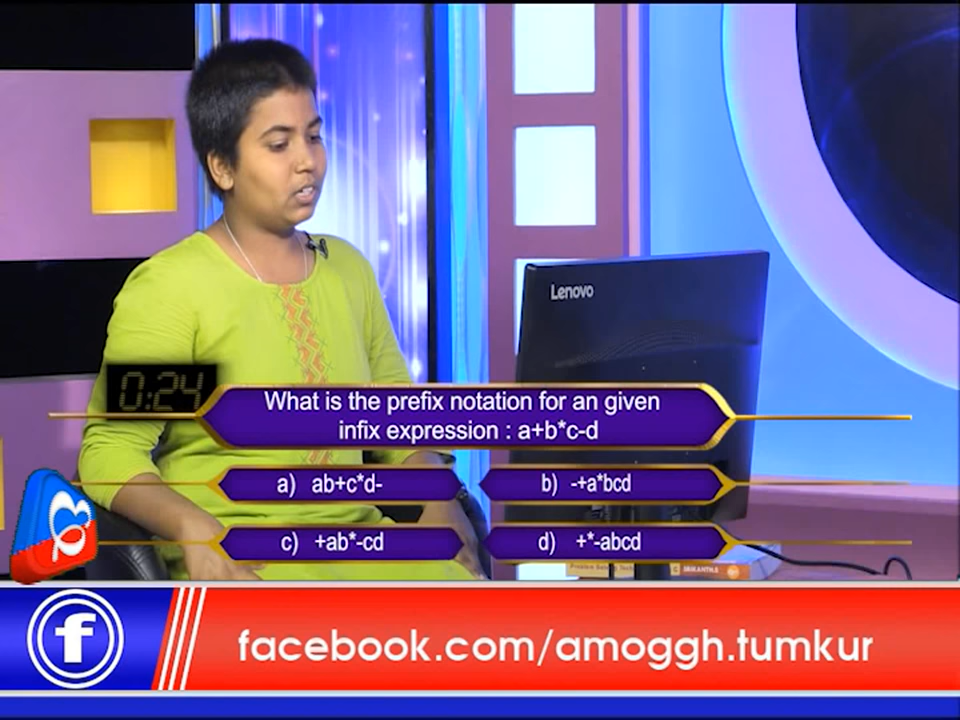 Lenovo
0:24
What is the prefix notation for an given
infix expression : a+b*c-d
a) ab+c*d-
b) -+a*bcd
c) +ab*-cd
d) +*-abcd
facebook.com/amoggh.tumkur